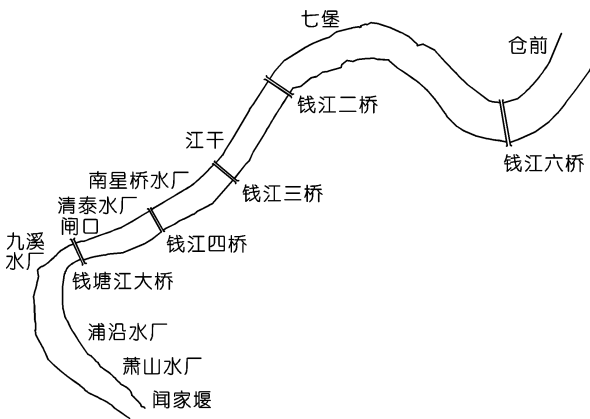 七堡
仓前
钱江二桥
江干
钱江六桥
南星桥水厂
钱江三桥
清泰水厂
闸口
九溪
水厂
钱江四桥
钱塘江大桥
浦沿水厂
萧山水厂
闻家堰